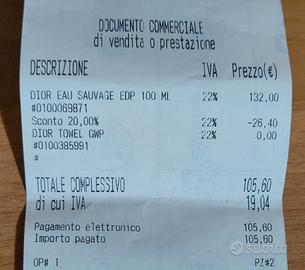 DOCUMENTO COMMERCIALE
di vendita o prestazione
DESCRIZIONE IVA Prezzo(€)
DIOR EAU SAUVAGE EDP 100 ML 22% 132,00
#0100069871
Sconto 20,00% 22% -26,40
DIOR TOWEL GWP 22% 0,00
#0100385991
#
TOTALE COMPLESSIVO 105,60
di cui IVA 19,04
Pagamento elettronico 105,60
Importo pagato 105,60
OP# 1 PZ#2
subito